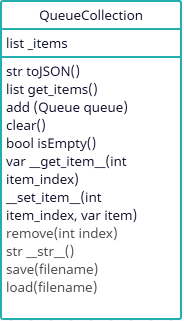 QueueCollection
list _items
str toJSON()
list get_items()
add (Queue queue)
clear()
bool isEmpty()
var __get_item__(int
item_index)
__set_item__(int
item_index, var item)
remove(int index)
str __str__()
save(filename)
load(filename)